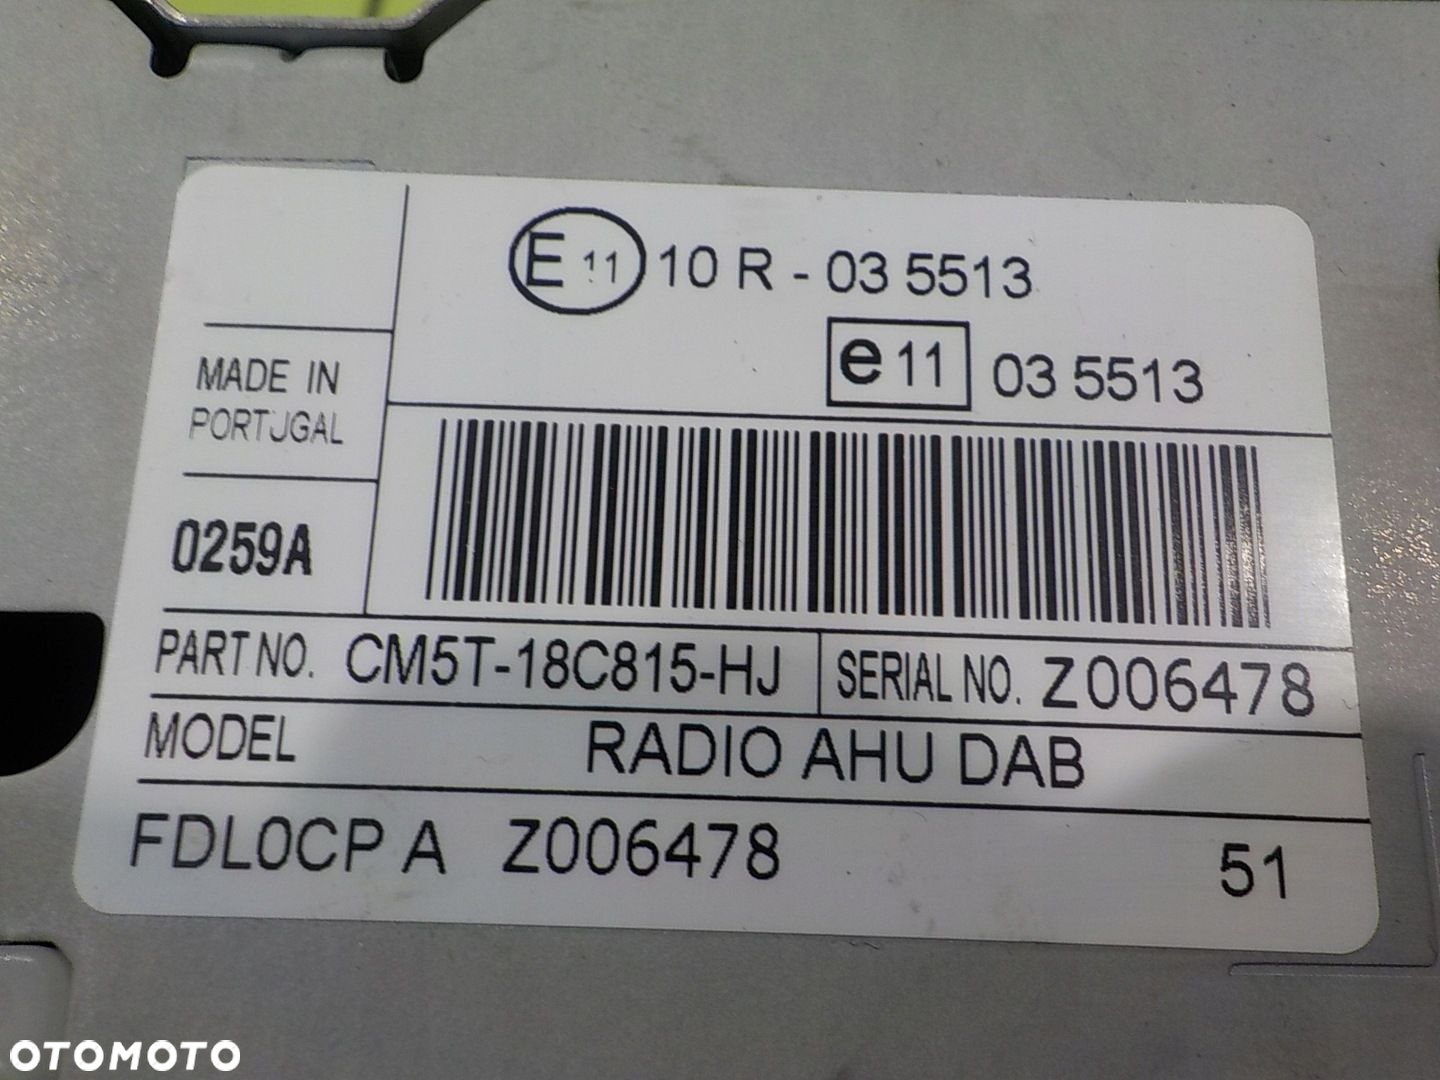 E 11 10 R - 03 5513
e 11 03 5513
MADE IN
PORTUGAL
0259A
PART NO. CM5T-18C815-HJ SERIAL NO. Z006478
MODEL RADIO AHU DAB
FDL0CP A Z006478 51
OTOMOTO